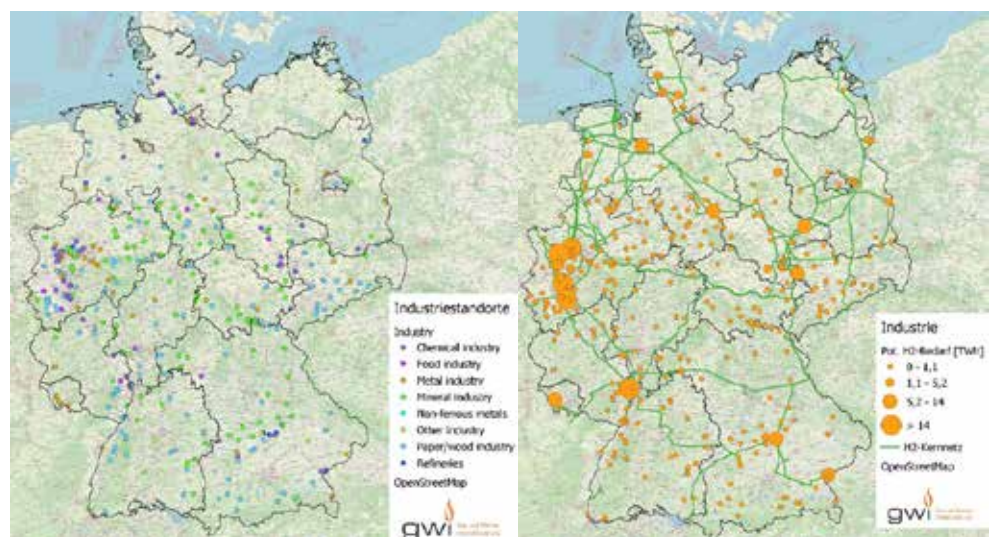 Industriestandorte
Industry
Chemical industry
Food industry
Metal industry
Mineral industry
Non-ferrous metals
Other industry
Paper/wood industry
Refineries
OpenStreetMap
gwi
Industrie
Pot. H2-Bedarf [TWh]
0 - 1,1
1,1 - 5,2
5,2 - 14
> 14
H2-Kernnetz
OpenStreetMap
gwi